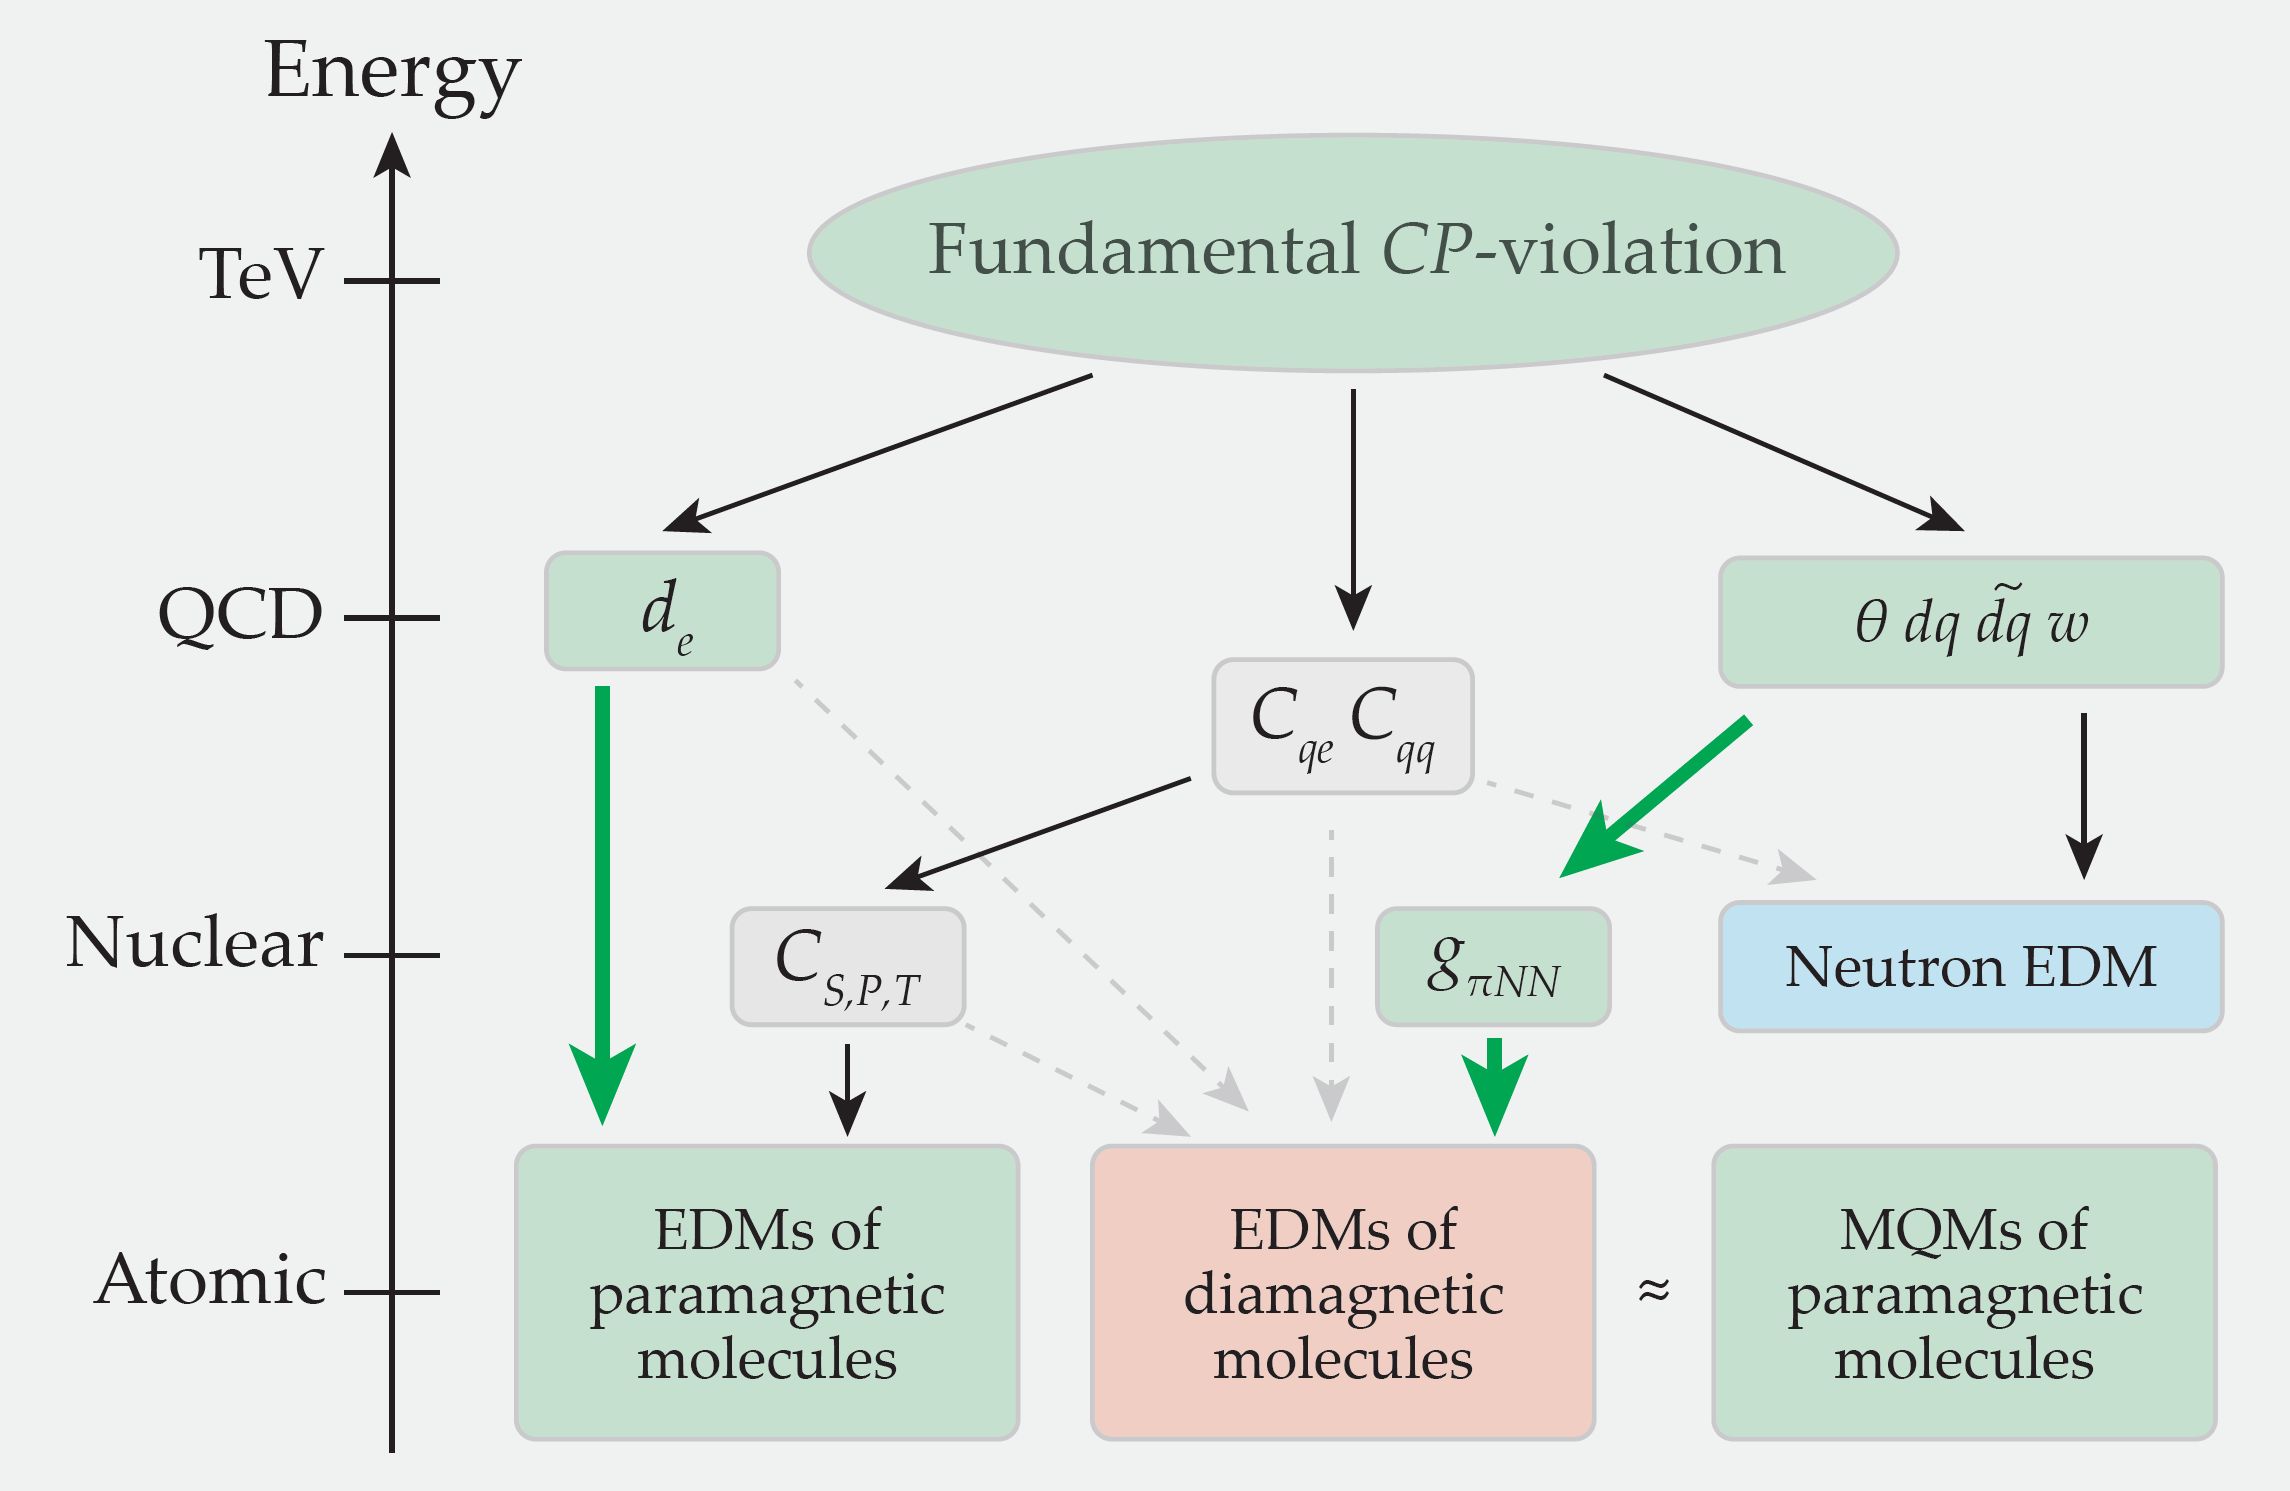 Energy
TeV
Fundamental CP-violation
QCD
d_e
θ dq d̃q w
C_qe C_qq
Nuclear
C_S,P,T
g_πNN
Neutron EDM
Atomic
EDMs of
paramagnetic
molecules
EDMs of
diamagnetic
molecules
≈
MQMs of
paramagnetic
molecules